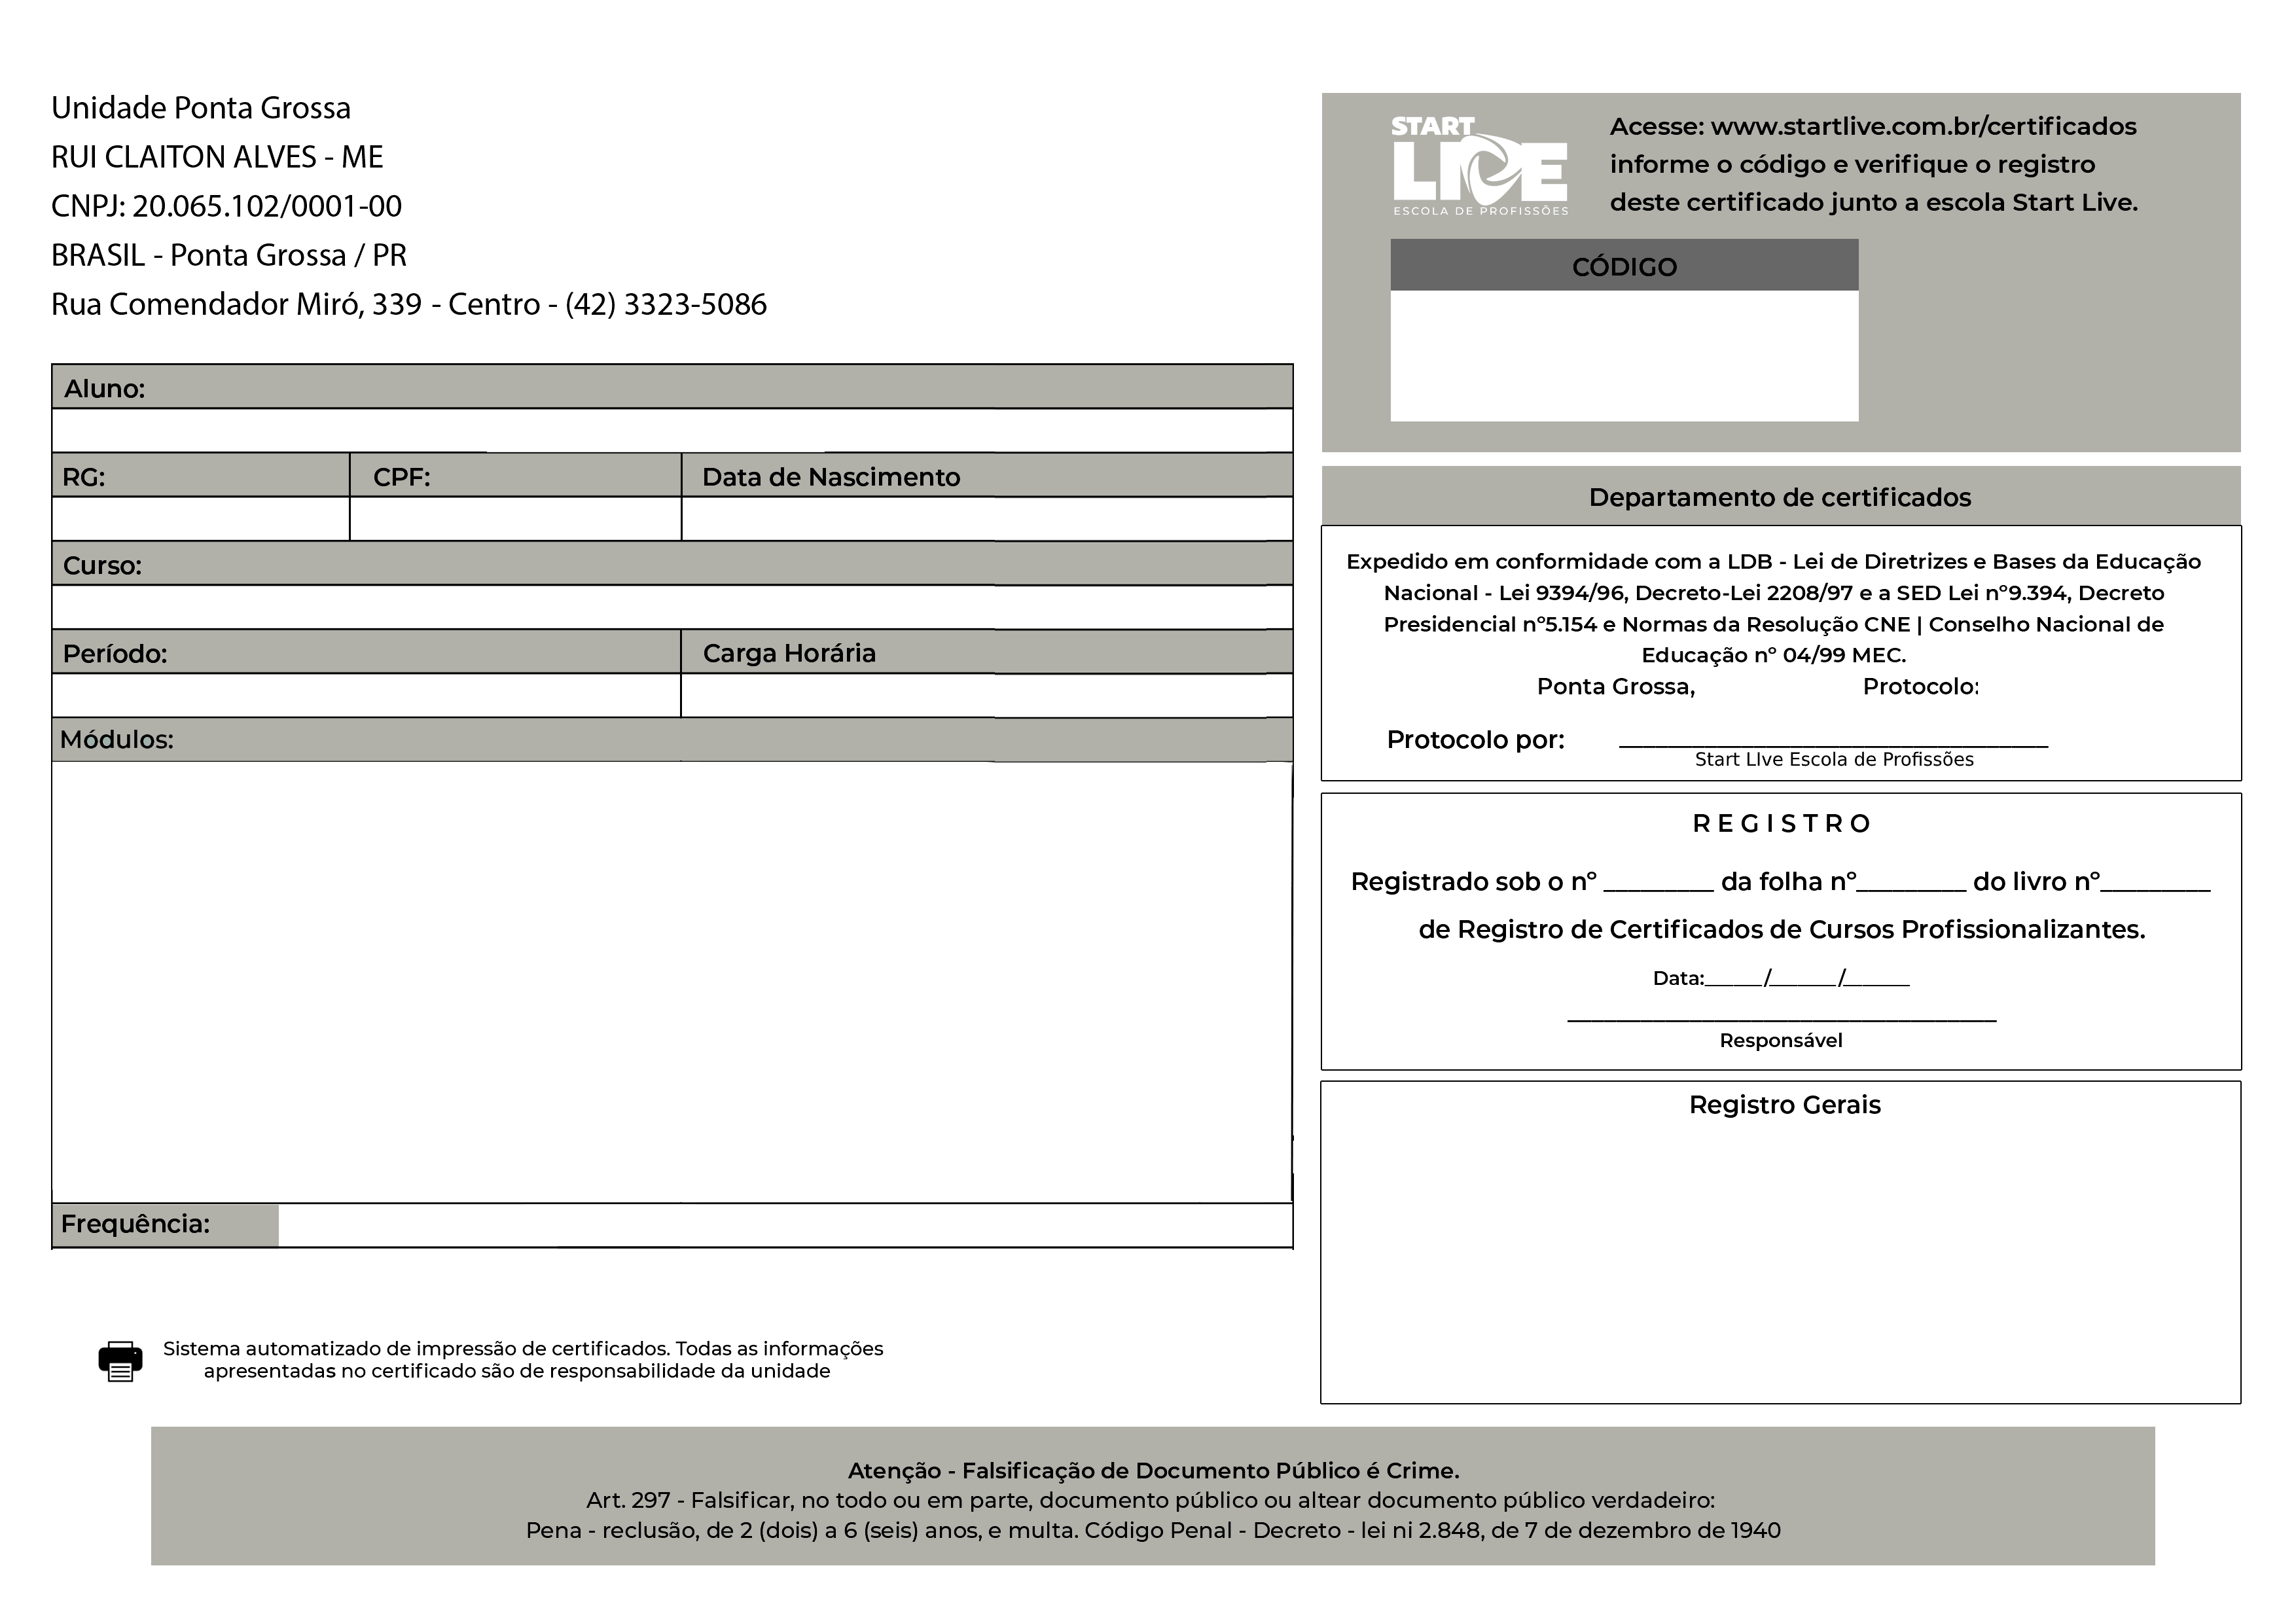 Unidade Ponta Grossa
RUI CLAITON ALVES - ME
CNPJ: 20.065.102/0001-00
BRASIL - Ponta Grossa / PR
Rua Comendador Miró, 339 - Centro - (42) 3323-5086
Aluno:
RG: CPF: Data de Nascimento
Curso:
Período: Carga Horária
Módulos:
Frequência:
Sistema automatizado de impressão de certificados. Todas as informações
apresentadas no certificado são de responsabilidade da unidade
START
LIVE
ESCOLA DE PROFISSÕES
Acesse: www.startlive.com.br/certificados
informe o código e verifique o registro
deste certificado junto a escola Start Live.
CÓDIGO
Departamento de certificados
Expedido em conformidade com a LDB - Lei de Diretrizes e Bases da Educação
Nacional - Lei 9394/96, Decreto-Lei 2208/97 e a SED Lei nº9.394, Decreto
Presidencial nº5.154 e Normas da Resolução CNE | Conselho Nacional de
Educação nº 04/99 MEC.
Ponta Grossa, Protocolo:
Protocolo por: ___________________________________
Start LIve Escola de Profissões
REGISTRO
Registrado sob o nº _________ da folha nº_________ do livro nº_________
de Registro de Certificados de Cursos Profissionalizantes.
Data:______/_______/_______
___________________________________
Responsável
Registro Gerais
Atenção - Falsificação de Documento Público é Crime.
Art. 297 - Falsificar, no todo ou em parte, documento público ou altear documento público verdadeiro:
Pena - reclusão, de 2 (dois) a 6 (seis) anos, e multa. Código Penal - Decreto - lei ni 2.848, de 7 de dezembro de 1940